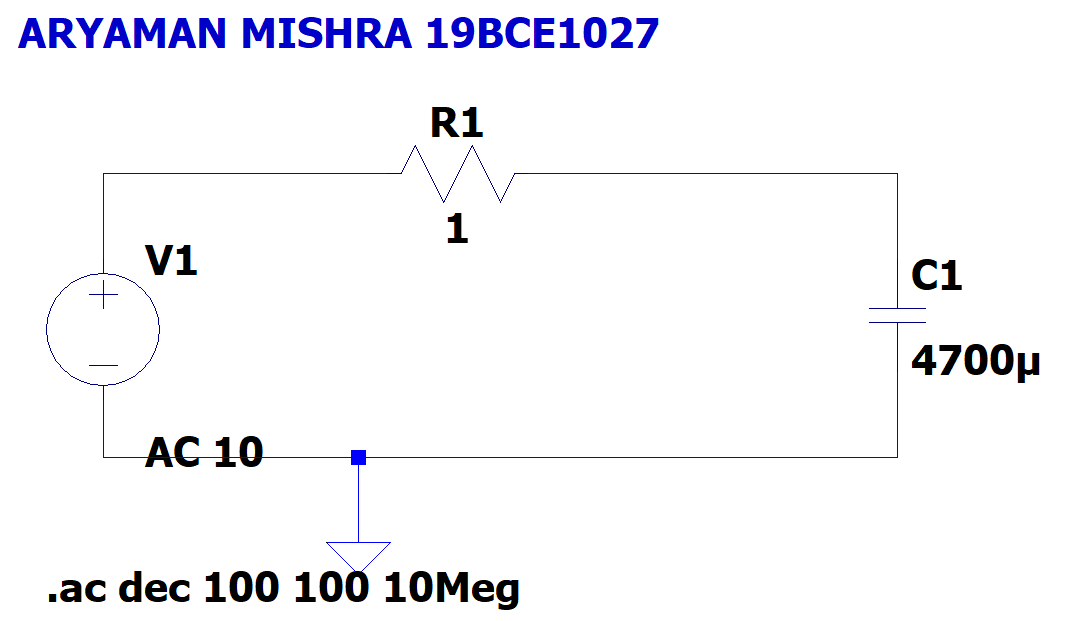 ARYAMAN MISHRA 19BCE1027
R1
1
V1
C1
4700µ
AC 10
.ac dec 100 100 10Meg